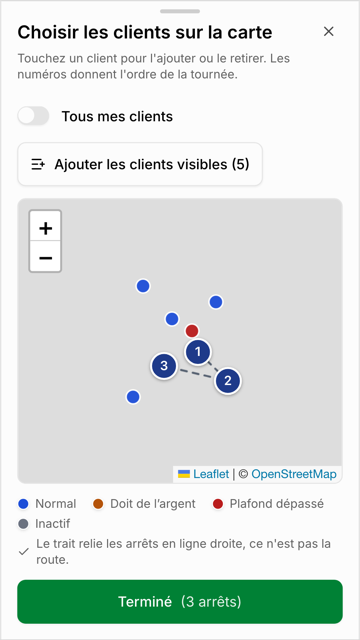 Choisir les clients sur la carte
Touchez un client pour l'ajouter ou le retirer. Les
numéros donnent l'ordre de la tournée.
Tous mes clients
Ajouter les clients visibles (5)
+
−
1
3
2
Leaflet | © OpenStreetMap
Normal
Doit de l’argent
Plafond dépassé
Inactif
Le trait relie les arrêts en ligne droite, ce n'est pas la
route.
Terminé (3 arrêts)